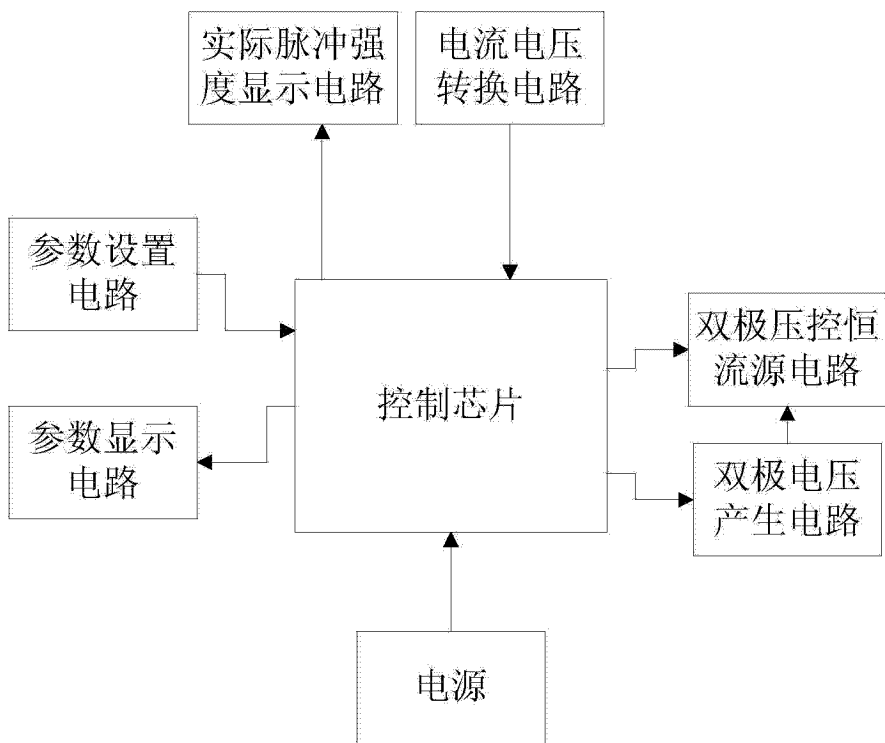 实际脉冲强
度显示电路
电流电压
转换电路
参数设置
电路
双极压控恒
流源电路
控制芯片
参数显示
电路
双极电压
产生电路
电源